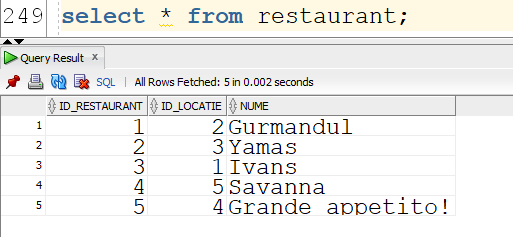 249 select * from restaurant;
Query Result x
SQL | All Rows Fetched: 5 in 0.002 seconds
ID_RESTAURANT ID_LOCATIE NUME
1 1 2 Gurmandul
2 2 3 Yamas
3 3 1 Ivans
4 4 5 Savanna
5 5 4 Grande appetito!